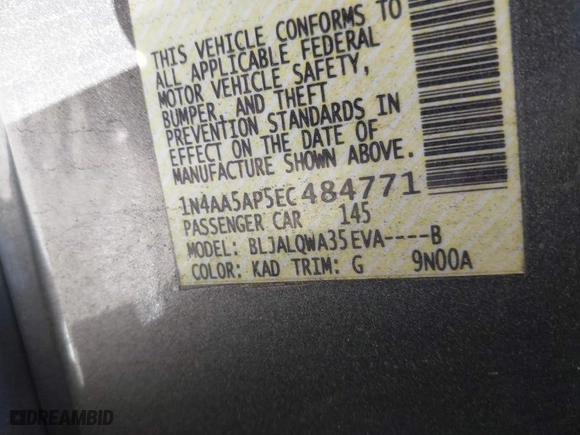 THIS VEHICLE CONFORMS TO
ALL APPLICABLE FEDERAL
MOTOR VEHICLE SAFETY,
BUMPER, AND THEFT
PREVENTION STANDARDS IN
EFFECT ON THE DATE OF
MANUFACTURE SHOWN ABOVE.
1N4AA5AP5EC484771
PASSENGER CAR 145
MODEL: BLJALQWA35EVA----B
COLOR: KAD TRIM: G 9N00A
DREAMBID